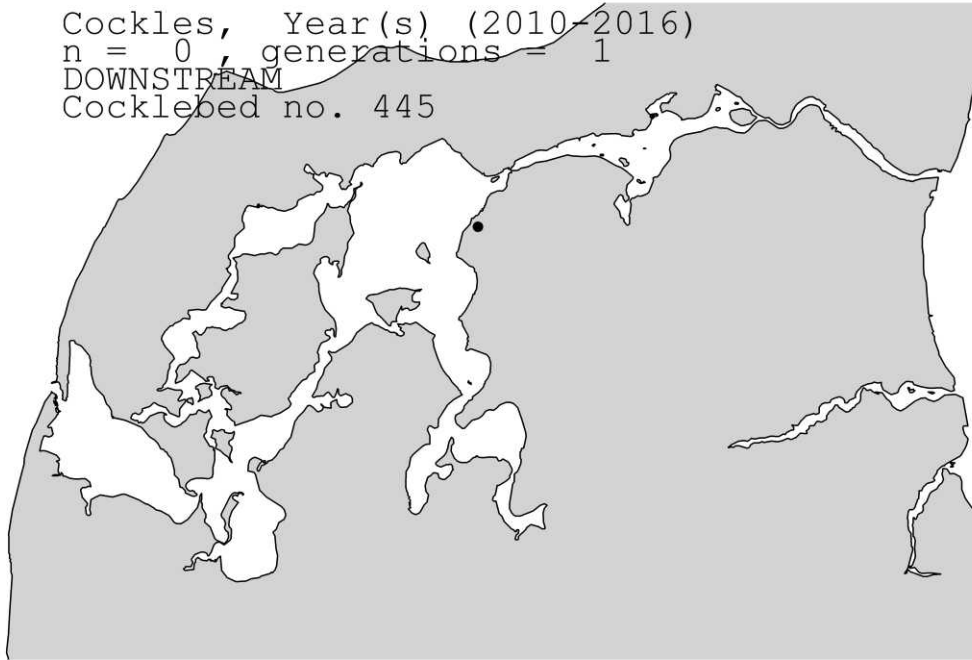 Cockles, Year(s) (2010-2016)
n = 0 , generations = 1
DOWNSTREAM
Cocklebed no. 445